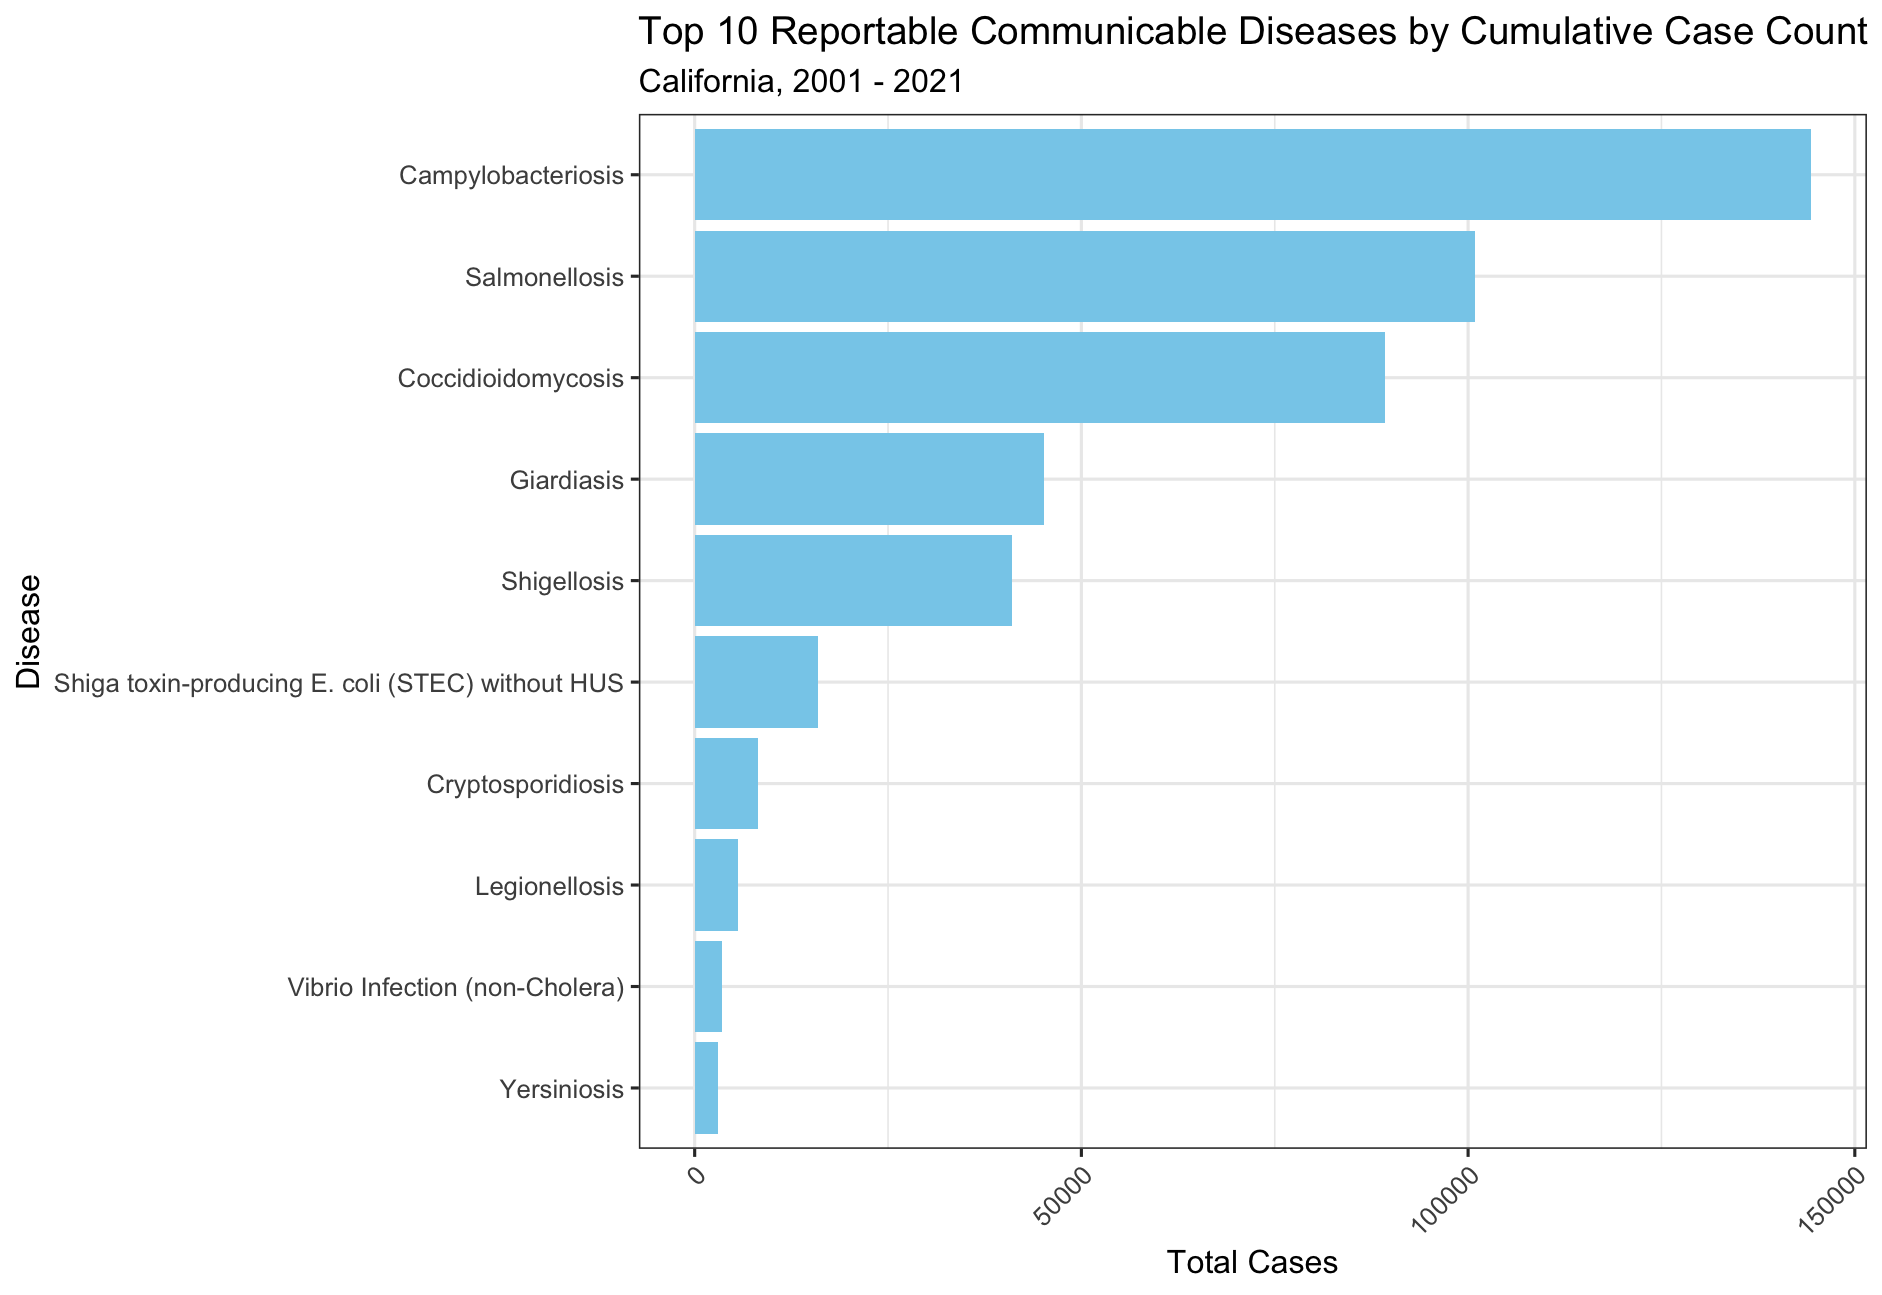 Top 10 Reportable Communicable Diseases by Cumulative Case Count
California, 2001 - 2021
Disease
Campylobacteriosis
Salmonellosis
Coccidioidomycosis
Giardiasis
Shigellosis
Shiga toxin-producing E. coli (STEC) without HUS
Cryptosporidiosis
Legionellosis
Vibrio Infection (non-Cholera)
Yersiniosis
0
50000
100000
150000
Total Cases